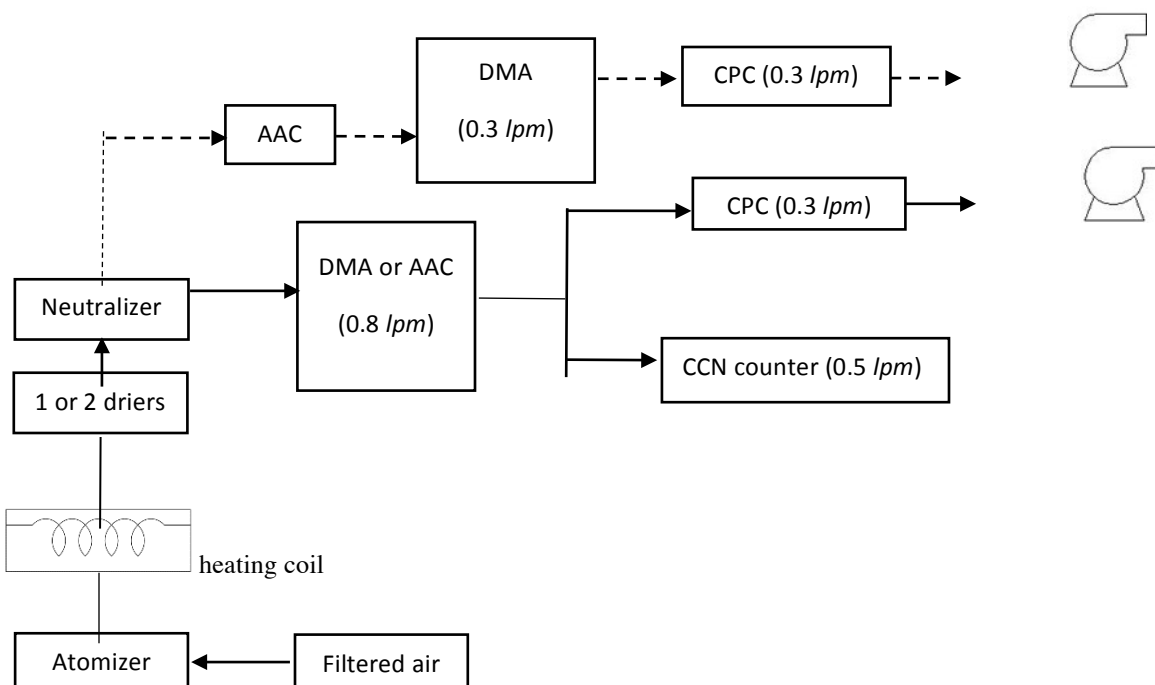 DMA
(0.3 lpm)
CPC (0.3 lpm)
AAC
CPC (0.3 lpm)
DMA or AAC
(0.8 lpm)
Neutralizer
CCN counter (0.5 lpm)
1 or 2 driers
heating coil
Atomizer
Filtered air